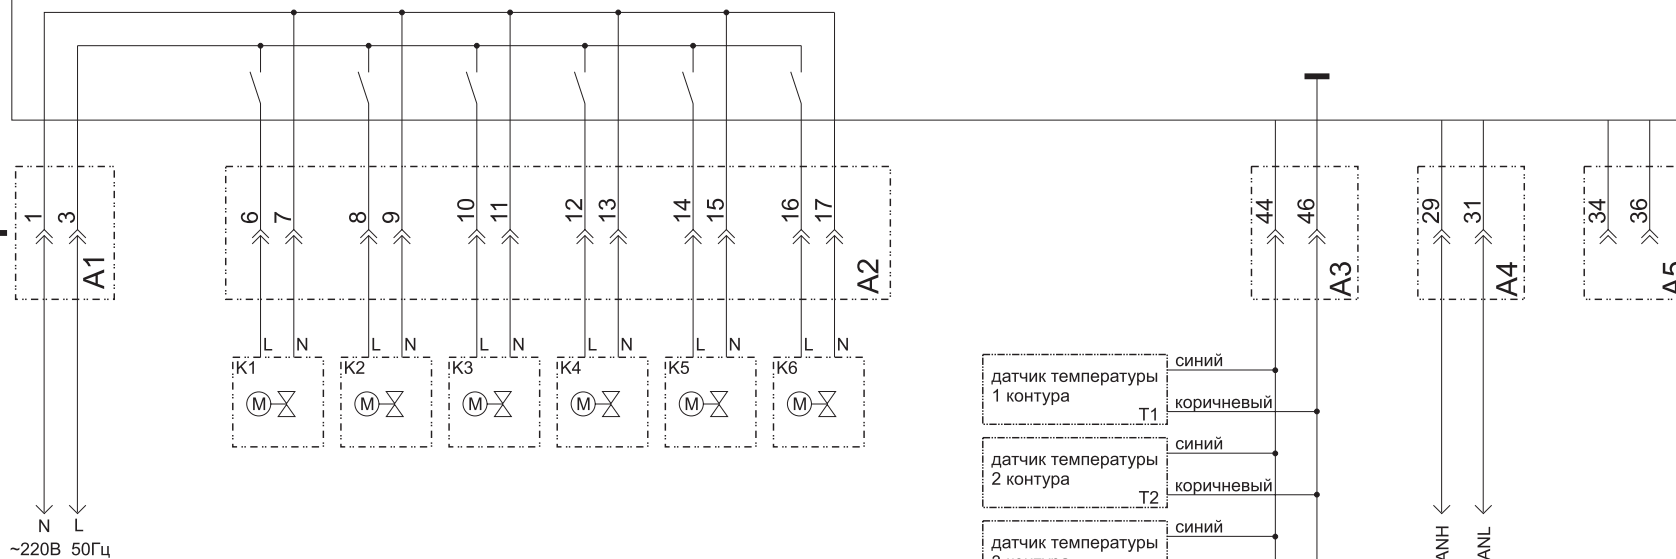 1
3
A1
6
7
8
9
10
11
12
13
14
15
16
17
A2
44
46
A3
29
31
A4
34
36
A5
L N
L N
L N
L N
L N
L N
K1
K2
K3
K4
K5
K6
M
M
M
M
M
M
датчик температуры
1 контура
T1
синий
коричневый
датчик температуры
2 контура
T2
синий
коричневый
датчик температуры
синий
N L
~220В 50Гц
ANH
ANL